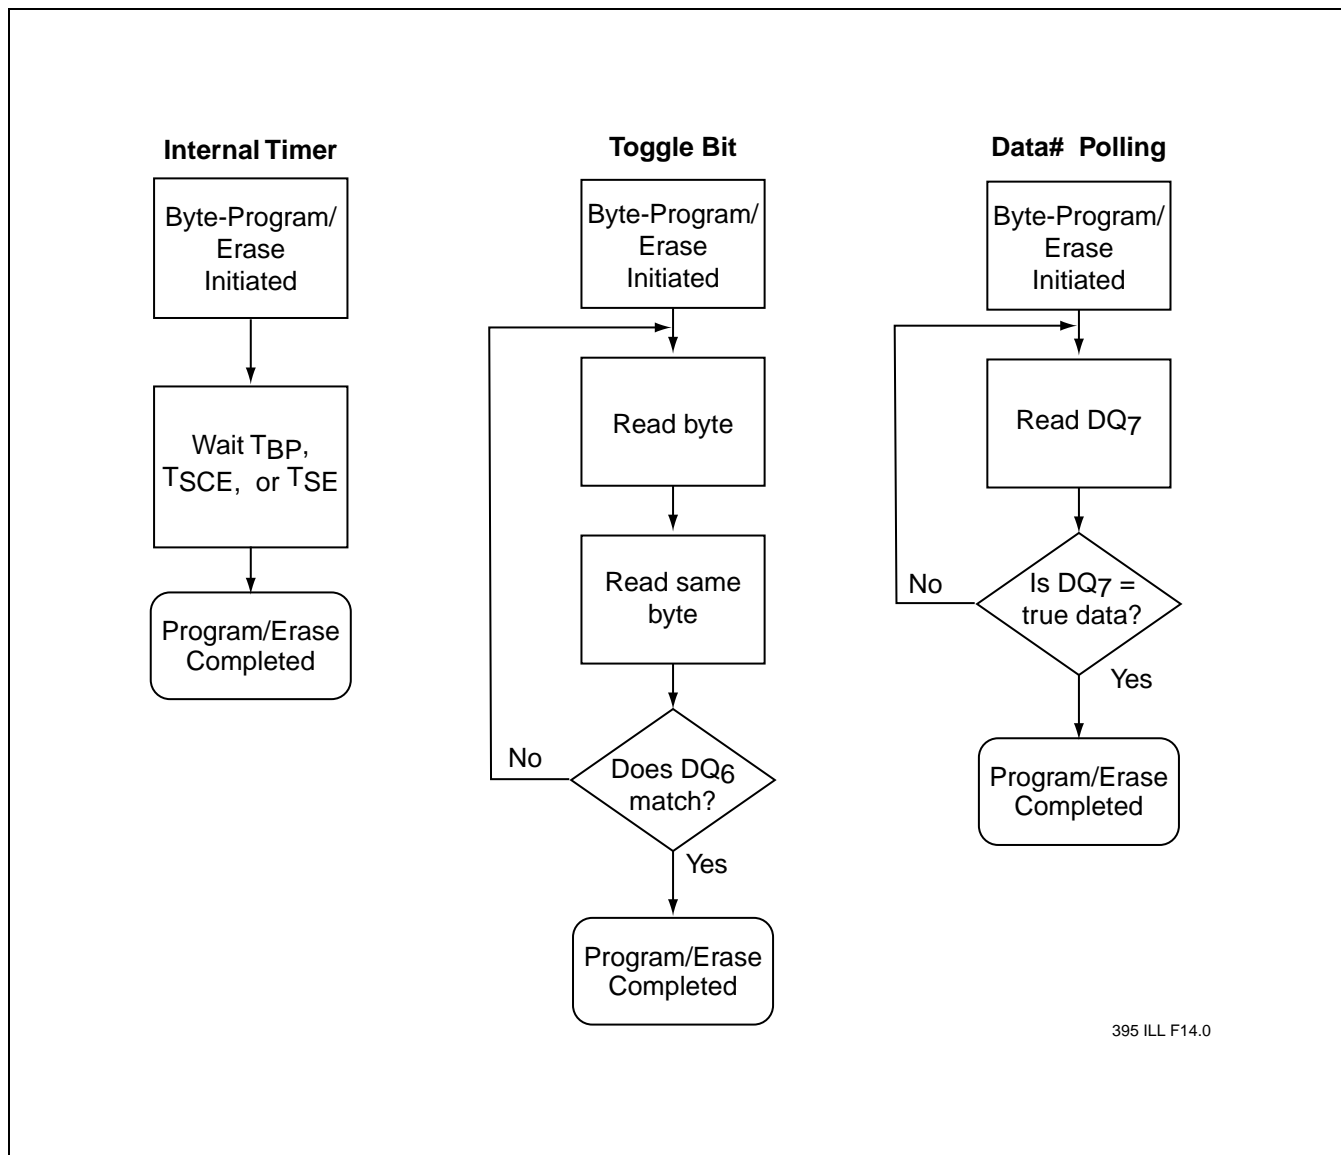 Internal Timer
Byte-Program/
Erase
Initiated
Wait TBP,
TSCE, or TSE
Program/Erase
Completed
Toggle Bit
Byte-Program/
Erase
Initiated
Read byte
Read same
byte
No
Does DQ6
match?
Yes
Program/Erase
Completed
Data# Polling
Byte-Program/
Erase
Initiated
Read DQ7
No
Is DQ7 =
true data?
Yes
Program/Erase
Completed
395 ILL F14.0